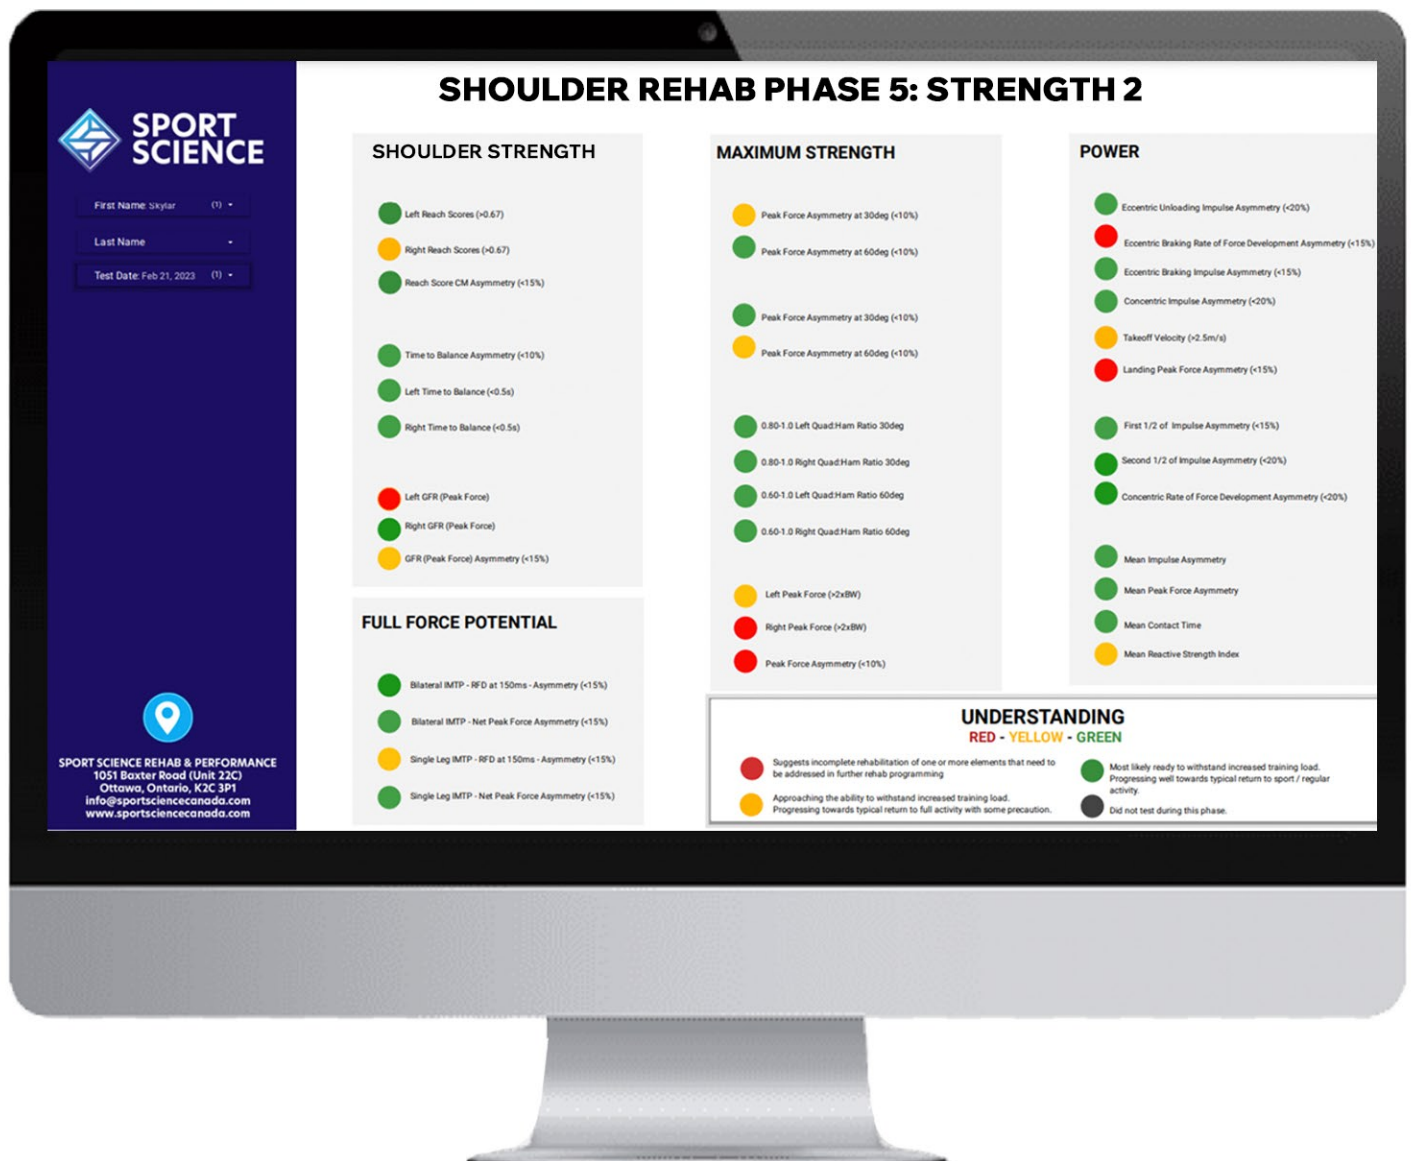 SHOULDER REHAB PHASE 5: STRENGTH 2
SPORT
SCIENCE
First Name: Skylar (1)
Last Name
Test Date: Feb 21, 2023 (1)
SPORT SCIENCE REHAB & PERFORMANCE
1051 Baxter Road (Unit 22C)
Ottawa, Ontario, K2C 3P1
info@sportsciencecanada.com
www.sportsciencecanada.com
SHOULDER STRENGTH
Left Reach Scores (>0.67)
Right Reach Scores (>0.67)
Reach Score CM Asymmetry (<15%)
Time to Balance Asymmetry (<10%)
Left Time to Balance (<0.5s)
Right Time to Balance (<0.5s)
Left GFR (Peak Force)
Right GFR (Peak Force)
GFR (Peak Force) Asymmetry (<15%)
FULL FORCE POTENTIAL
Bilateral IMTP - RFD at 150ms - Asymmetry (<15%)
Bilateral IMTP - Net Peak Force Asymmetry (<15%)
Single Leg IMTP - RFD at 150ms - Asymmetry (<15%)
Single Leg IMTP - Net Peak Force Asymmetry (<15%)
MAXIMUM STRENGTH
Peak Force Asymmetry at 30deg (<10%)
Peak Force Asymmetry at 60deg (<10%)
Peak Force Asymmetry at 30deg (<10%)
Peak Force Asymmetry at 60deg (<10%)
0.80-1.0 Left Quad:Ham Ratio 30deg
0.80-1.0 Right Quad:Ham Ratio 30deg
0.60-1.0 Left Quad:Ham Ratio 60deg
0.60-1.0 Right Quad:Ham Ratio 60deg
Left Peak Force (>2xBW)
Right Peak Force (>2xBW)
Peak Force Asymmetry (<10%)
POWER
Eccentric Unloading Impulse Asymmetry (<20%)
Eccentric Braking Rate of Force Development Asymmetry (<15%)
Eccentric Braking Impulse Asymmetry (<15%)
Concentric Impulse Asymmetry (<20%)
Takeoff Velocity (>2.5m/s)
Landing Peak Force Asymmetry (<15%)
First 1/2 of Impulse Asymmetry (<15%)
Second 1/2 of Impulse Asymmetry (<20%)
Concentric Rate of Force Development Asymmetry (<20%)
Mean Impulse Asymmetry
Mean Peak Force Asymmetry
Mean Contact Time
Mean Reactive Strength Index
UNDERSTANDING
RED - YELLOW - GREEN
Suggests incomplete rehabilitation of one or more elements that need to
be addressed in further rehab programming
Approaching the ability to withstand increased training load.
Progressing towards typical return to full activity with some precaution.
Most likely ready to withstand increased training load.
Progressing well towards typical return to sport / regular
activity.
Did not test during this phase.